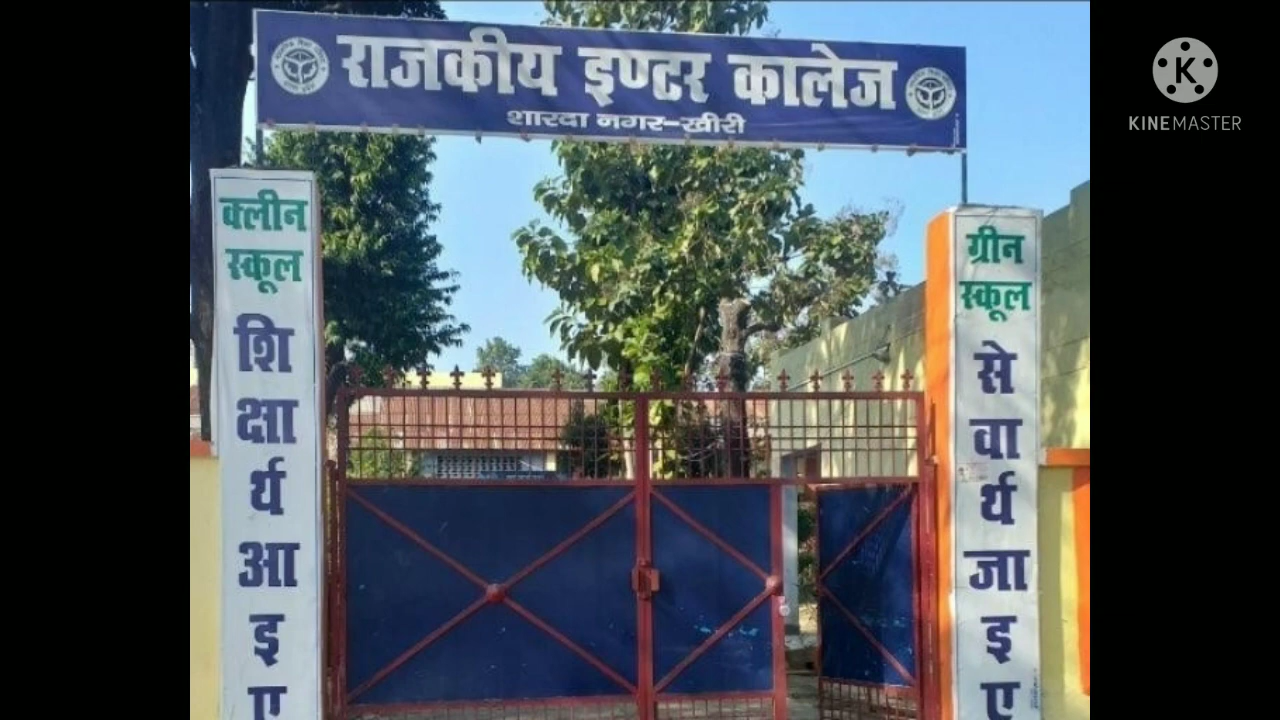 राजकीय इण्टर कालेज
शारदा नगर-खीरी
क्लीन
स्कूल
शि
क्षा
र्थ
आ
इ
ए
ग्रीन
स्कूल
से
वा
र्थ
जा
इ
ए
K
KINEMASTER